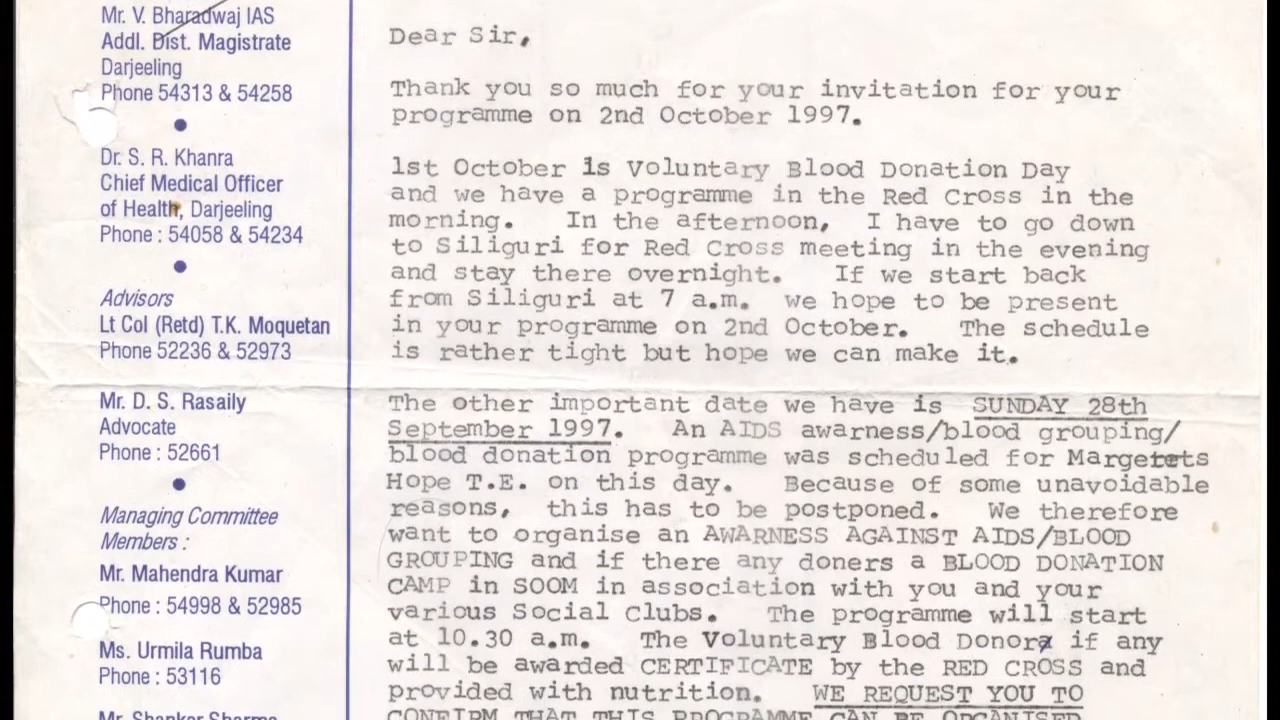 Mr. V. Bharadwaj IAS
Addl. Dist. Magistrate
Darjeeling
Phone 54313 & 54258
Dr. S. R. Khanra
Chief Medical Officer
of Health, Darjeeling
Phone : 54058 & 54234
Advisors
Lt Col (Retd) T.K. Moquetan
Phone 52236 & 52973
Mr. D. S. Rasaily
Advocate
Phone : 52661
Managing Committee
Members :
Mr. Mahendra Kumar
Phone : 54998 & 52985
Ms. Urmila Rumba
Phone : 53116
Mr. Shankar Sharma
Dear Sir,
Thank you so much for your invitation for your
programme on 2nd October 1997.
1st October is Voluntary Blood Donation Day
and we have a programme in the Red Cross in the
morning. In the afternoon, I have to go down
to Siliguri for Red Cross meeting in the evening
and stay there overnight. If we start back
from Siliguri at 7 a.m. we hope to be present
in your programme on 2nd October. The schedule
is rather tight but hope we can make it.
The other important date we have is SUNDAY 28th
September 1997. An AIDS awarness/blood grouping/
blood donation programme was scheduled for Margetets
Hope T.E. on this day. Because of some unavoidable
reasons, this has to be postponed. We therefore
want to organise an AWARNESS AGAINST AIDS/BLOOD
GROUPING and if there any doners a BLOOD DONATION
CAMP in SOOM in association with you and your
various Social Clubs. The programme will start
at 10.30 a.m. The Voluntary Blood Donors if any
will be awarded CERTIFICATE by the RED CROSS and
provided with nutrition. WE REQUEST YOU TO
CONFIRM THAT THIS PROGRAMME CAN BE ORGANISED